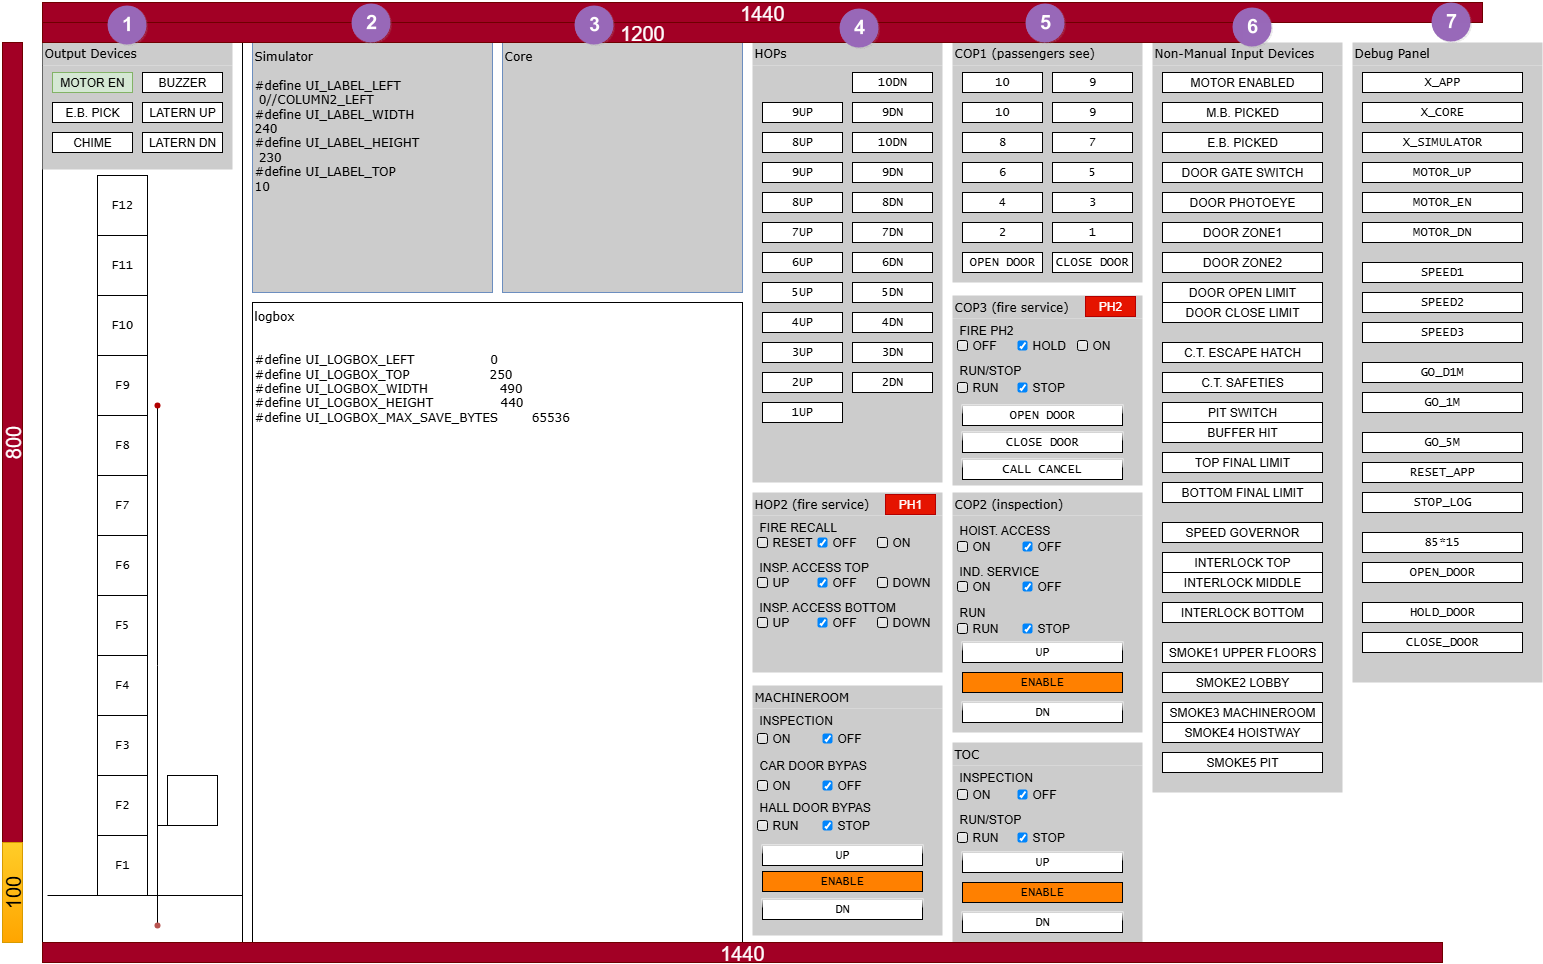 1440
1200
1
2
3
4
5
6
7
800
100
Output Devices
MOTOR EN
BUZZER
E.B. PICK
LATERN UP
CHIME
LATERN DN
F12
F11
F10
F9
F8
F7
F6
F5
F4
F3
F2
F1
Simulator
#define UI_LABEL_LEFT
0//COLUMN2_LEFT
#define UI_LABEL_WIDTH
240
#define UI_LABEL_HEIGHT
230
#define UI_LABEL_TOP
10
Core
logbox
#define UI_LOGBOX_LEFT 0
#define UI_LOGBOX_TOP 250
#define UI_LOGBOX_WIDTH 490
#define UI_LOGBOX_HEIGHT 440
#define UI_LOGBOX_MAX_SAVE_BYTES 65536
HOPs
10DN
9UP
9DN
8UP
10DN
9UP
9DN
8UP
8DN
7UP
7DN
6UP
6DN
5UP
5DN
4UP
4DN
3UP
3DN
2UP
2DN
1UP
HOP2 (fire service)
PH1
FIRE RECALL
RESET
OFF
ON
INSP. ACCESS TOP
UP
OFF
DOWN
INSP. ACCESS BOTTOM
UP
OFF
DOWN
MACHINEROOM
INSPECTION
ON
OFF
CAR DOOR BYPAS
ON
OFF
HALL DOOR BYPAS
RUN
STOP
UP
ENABLE
DN
COP1 (passengers see)
10
9
10
9
8
7
6
5
4
3
2
1
OPEN DOOR
CLOSE DOOR
COP3 (fire service)
PH2
FIRE PH2
OFF
HOLD
ON
RUN/STOP
RUN
STOP
OPEN DOOR
CLOSE DOOR
CALL CANCEL
COP2 (inspection)
HOIST. ACCESS
ON
OFF
IND. SERVICE
ON
OFF
RUN
RUN
STOP
UP
ENABLE
DN
TOC
INSPECTION
ON
OFF
RUN/STOP
RUN
STOP
UP
ENABLE
DN
Non-Manual Input Devices
MOTOR ENABLED
M.B. PICKED
E.B. PICKED
DOOR GATE SWITCH
DOOR PHOTOEYE
DOOR ZONE1
DOOR ZONE2
DOOR OPEN LIMIT
DOOR CLOSE LIMIT
C.T. ESCAPE HATCH
C.T. SAFETIES
PIT SWITCH
BUFFER HIT
TOP FINAL LIMIT
BOTTOM FINAL LIMIT
SPEED GOVERNOR
INTERLOCK TOP
INTERLOCK MIDDLE
INTERLOCK BOTTOM
SMOKE1 UPPER FLOORS
SMOKE2 LOBBY
SMOKE3 MACHINEROOM
SMOKE4 HOISTWAY
SMOKE5 PIT
Debug Panel
X_APP
X_CORE
X_SIMULATOR
MOTOR_UP
MOTOR_EN
MOTOR_DN
SPEED1
SPEED2
SPEED3
GO_D1M
GO_1M
GO_5M
RESET_APP
STOP_LOG
85*15
OPEN_DOOR
HOLD_DOOR
CLOSE_DOOR
1440